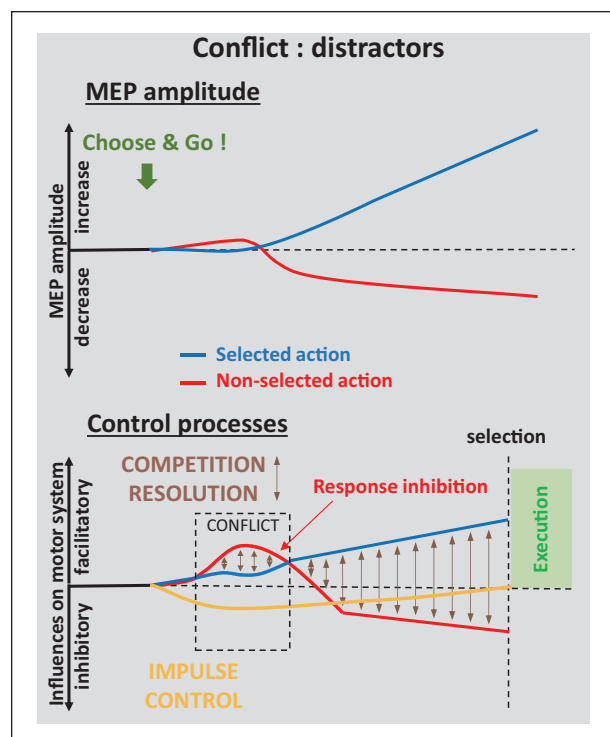 Conflict : distractors
MEP amplitude
Choose & Go !
MEP amplitude
decrease increase
Selected action
Non-selected action
Control processes
selection
COMPETITION
RESOLUTION
Response inhibition
CONFLICT
Execution
Influences on motor system
inhibitory facilitatory
IMPULSE
CONTROL